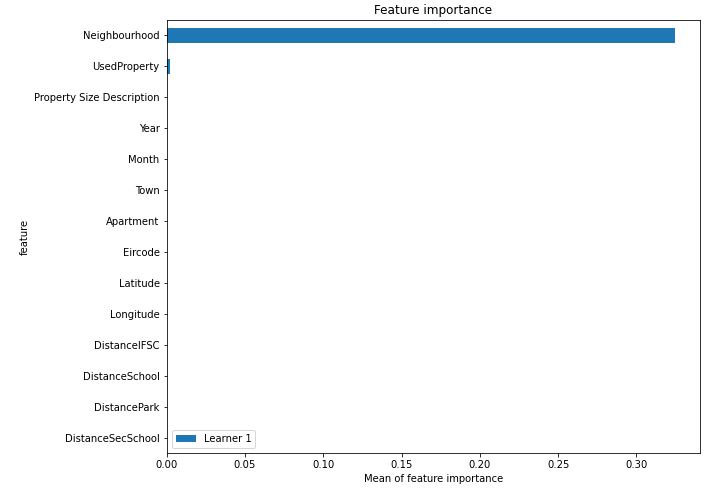 Feature importance
Neighbourhood
UsedProperty
Property Size Description
Year
Month
Town
Apartment
Eircode
Latitude
Longitude
DistanceIFSC
DistanceSchool
DistancePark
DistanceSecSchool
feature
Learner 1
0.00 0.05 0.10 0.15 0.20 0.25 0.30
Mean of feature importance